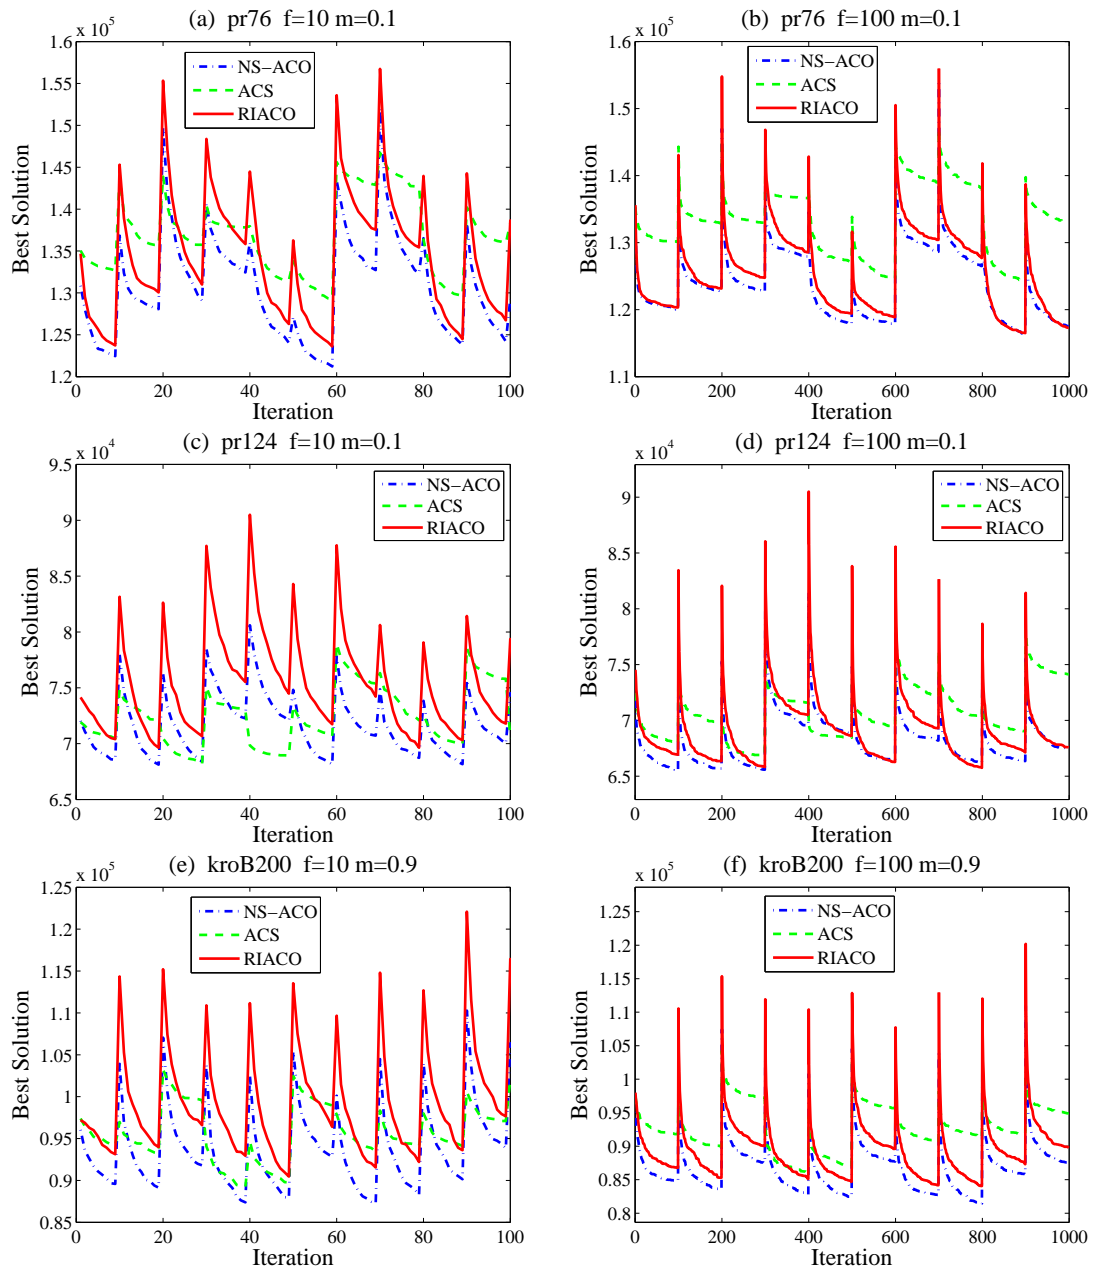 (a) pr76 f=10 m=0.1
x 10^5
1.6
1.55
1.5
1.45
1.4
1.35
1.3
1.25
1.2
Best Solution
NS−ACO
ACS
RIACO
0 20 40 60 80 100
Iteration
(b) pr76 f=100 m=0.1
x 10^5
1.6
1.5
1.4
1.3
1.2
1.1
Best Solution
NS−ACO
ACS
RIACO
0 200 400 600 800 1000
Iteration
(c) pr124 f=10 m=0.1
x 10^4
9.5
9
8.5
8
7.5
7
6.5
Best Solution
NS−ACO
ACS
RIACO
0 20 40 60 80 100
Iteration
(d) pr124 f=100 m=0.1
x 10^4
9
8.5
8
7.5
7
6.5
Best Solution
NS−ACO
ACS
RIACO
0 200 400 600 800 1000
Iteration
(e) kroB200 f=10 m=0.9
x 10^5
1.25
1.2
1.15
1.1
1.05
1
0.95
0.9
0.85
Best Solution
NS−ACO
ACS
RIACO
0 20 40 60 80 100
Iteration
(f) kroB200 f=100 m=0.9
x 10^5
1.25
1.2
1.15
1.1
1.05
1
0.95
0.9
0.85
0.8
Best Solution
NS−ACO
ACS
RIACO
0 200 400 600 800 1000
Iteration